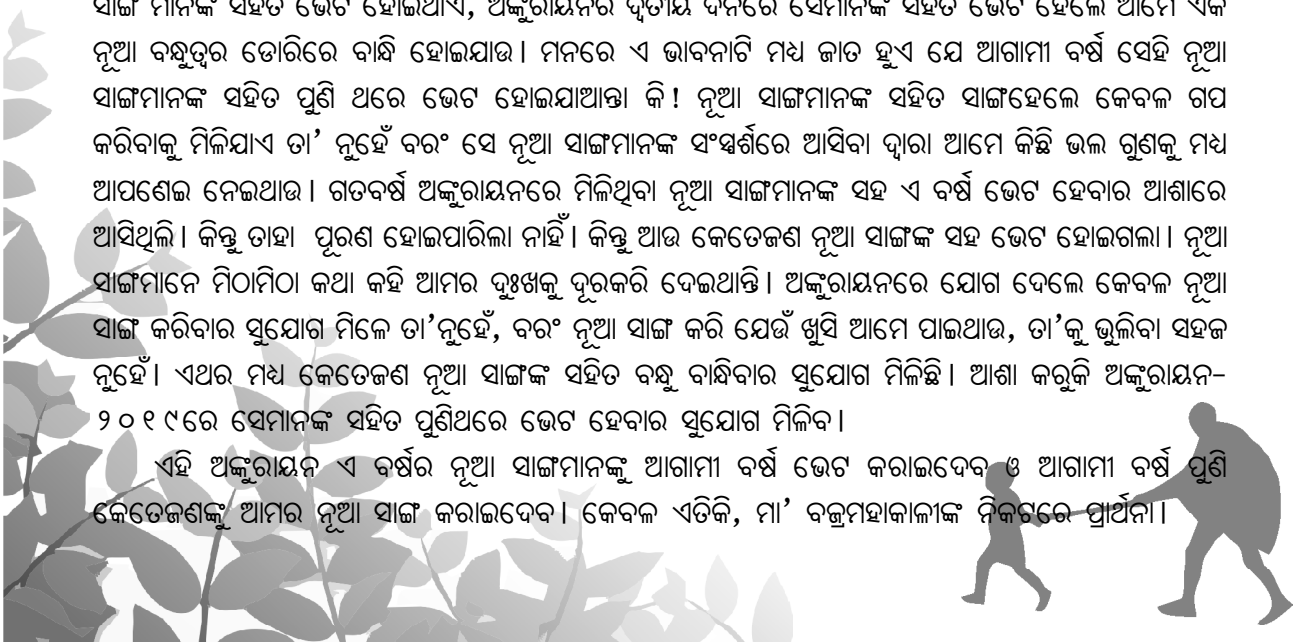 ସାଙ୍ଗ ମାନଙ୍କ ସହିତ ଭେଟ ହୋଇଥାଏ, ଅଙ୍କୁରାୟନର ଦ୍ୱିତୀୟ ଦିନରେ ସେମାନଙ୍କ ସହିତ ଭେଟ ହେଲେ ଆମେ ଏକ
ନୂଆ ବନ୍ଧୁତ୍ୱର ଡୋରିରେ ବାନ୍ଧି ହୋଇଯାଉ। ମନରେ ଏ ଭାବନାଟି ମଧ୍ୟ ଜାତ ହୁଏ ଯେ ଆଗାମୀ ବର୍ଷ ସେହି ନୂଆ
ସାଙ୍ଗମାନଙ୍କ ସହିତ ପୁଣି ଥରେ ଭେଟ ହୋଇଯାଆନ୍ତା କି! ନୂଆ ସାଙ୍ଗମାନଙ୍କ ସହିତ ସାଙ୍ଗହେଲେ କେବଳ ଗପ
କରିବାକୁ ମିଳିଯାଏ ତା’ ନୁହେଁ ବରଂ ସେ ନୂଆ ସାଙ୍ଗମାନଙ୍କ ସଂସ୍ପର୍ଶରେ ଆସିବା ଦ୍ୱାରା ଆମେ କିଛି ଭଲ ଗୁଣକୁ ମଧ୍ୟ
ଆପଣେଇ ନେଇଥାଉ। ଗତବର୍ଷ ଅଙ୍କୁରାୟନରେ ମିଳିଥିବା ନୂଆ ସାଙ୍ଗମାନଙ୍କ ସହ ଏ ବର୍ଷ ଭେଟ ହେବାର ଆଶାରେ
ଆସିଥିଲି। କିନ୍ତୁ ତାହା ପୂରଣ ହୋଇପାରିଲା ନାହିଁ। କିନ୍ତୁ ଆଉ କେତେଜଣ ନୂଆ ସାଙ୍ଗଙ୍କ ସହ ଭେଟ ହୋଇଗଲା। ନୂଆ
ସାଙ୍ଗମାନେ ମିଠାମିଠା କଥା କହି ଆମର ଦୁଃଖକୁ ଦୂରକରି ଦେଇଥାନ୍ତି। ଅଙ୍କୁରାୟନରେ ଯୋଗ ଦେଲେ କେବଳ ନୂଆ
ସାଙ୍ଗ କରିବାର ସୁଯୋଗ ମିଳେ ତା’ନୁହେଁ, ବରଂ ନୂଆ ସାଙ୍ଗ କରି ଯେଉଁ ଖୁସି ଆମେ ପାଇଥାଉ, ତା’କୁ ଭୁଲିବା ସହଜ
ନୁହେଁ। ଏଥର ମଧ୍ୟ କେତେଜଣ ନୂଆ ସାଙ୍ଗଙ୍କ ସହିତ ବନ୍ଧୁ ବାନ୍ଧିବାର ସୁଯୋଗ ମିଳିଛି। ଆଶା କରୁକି ଅଙ୍କୁରାୟନ–
୨୦୧୯ରେ ସେମାନଙ୍କ ସହିତ ପୁଣିଥରେ ଭେଟ ହେବାର ସୁଯୋଗ ମିଳିବ।
ଏହି ଅଙ୍କୁରାୟନ ଏ ବର୍ଷର ନୂଆ ସାଙ୍ଗମାନଙ୍କୁ ଆଗାମୀ ବର୍ଷ ଭେଟ କରାଇଦେବ ଓ ଆଗାମୀ ବର୍ଷ ପୁଣି
କେତେଜଣଙ୍କୁ ଆମର ନୂଆ ସାଙ୍ଗ କରାଇଦେବ। କେବଳ ଏତିକି, ମା’ ବଜ୍ରମହାକାଳୀଙ୍କ ନିକଟରେ ପ୍ରାର୍ଥନା।